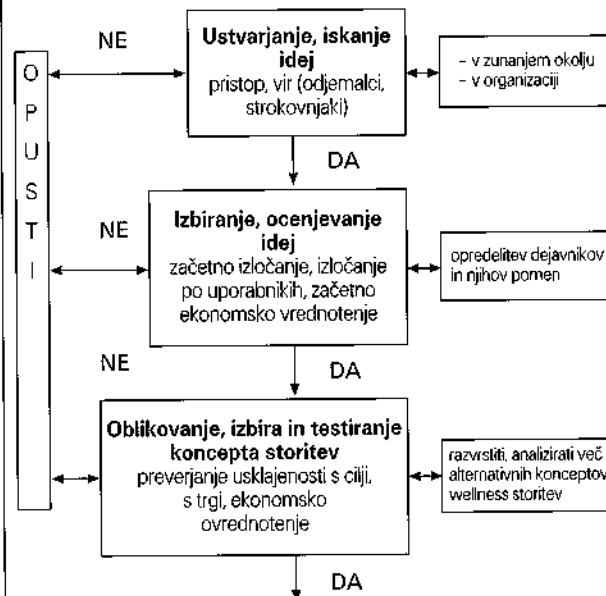 OPUSTI
NE
Ustvarjanje, iskanje
idej
pristop, vir (odjemalci,
strokovnjaki)
– v zunanjem okolju
– v organizaciji
DA
NE
Izbiranje, ocenjevanje
idej
začetno izločanje, izločanje
po uporabnikih, začetno
ekonomsko vrednotenje
opredelitev dejavnikov
in njihov pomen
NE
DA
Oblikovanje, izbira in testiranje
koncepta storitev
preverjanje usklajenosti s cilji,
s trgi, ekonomsko
ovrednotenje
razvrstiti, analizirati več
alternativnih konceptov
wellness storitev
DA